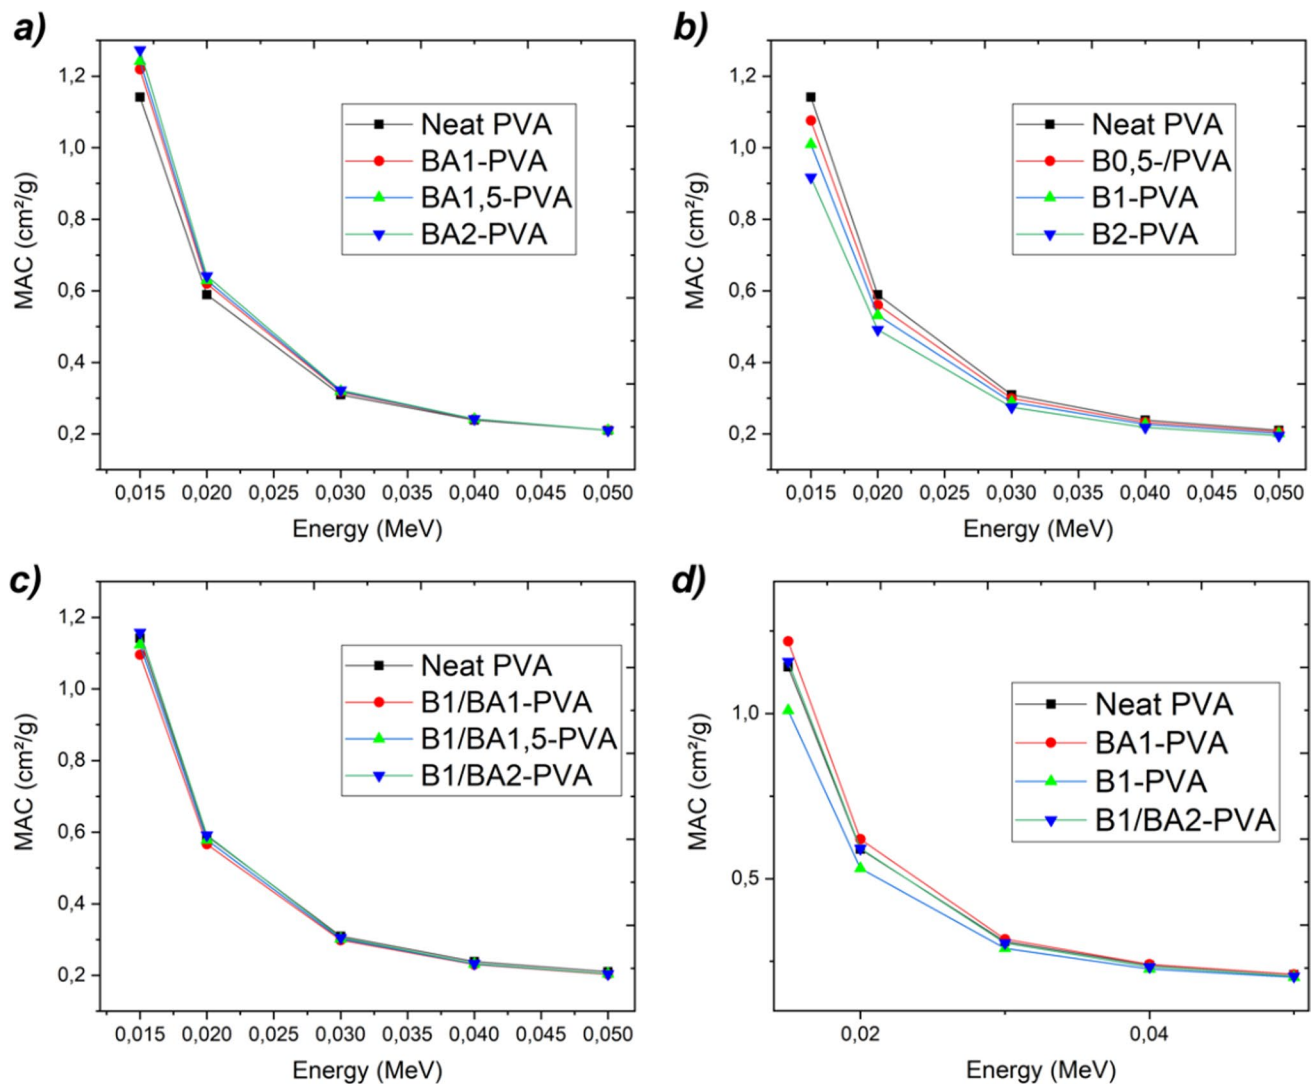 a)
MAC (cm²/g)
1,2
1,0
0,8
0,6
0,4
0,2
Neat PVA
BA1-PVA
BA1,5-PVA
BA2-PVA
0,015 0,020 0,025 0,030 0,035 0,040 0,045 0,050
Energy (MeV)
b)
MAC (cm²/g)
1,2
1,0
0,8
0,6
0,4
0,2
Neat PVA
B0,5-/PVA
B1-PVA
B2-PVA
0,015 0,020 0,025 0,030 0,035 0,040 0,045 0,050
Energy (MeV)
c)
MAC (cm²/g)
1,2
1,0
0,8
0,6
0,4
0,2
Neat PVA
B1/BA1-PVA
B1/BA1,5-PVA
B1/BA2-PVA
0,015 0,020 0,025 0,030 0,035 0,040 0,045 0,050
Energy (MeV)
d)
MAC (cm²/g)
1,0
0,5
Neat PVA
BA1-PVA
B1-PVA
B1/BA2-PVA
0,02 0,04
Energy (MeV)